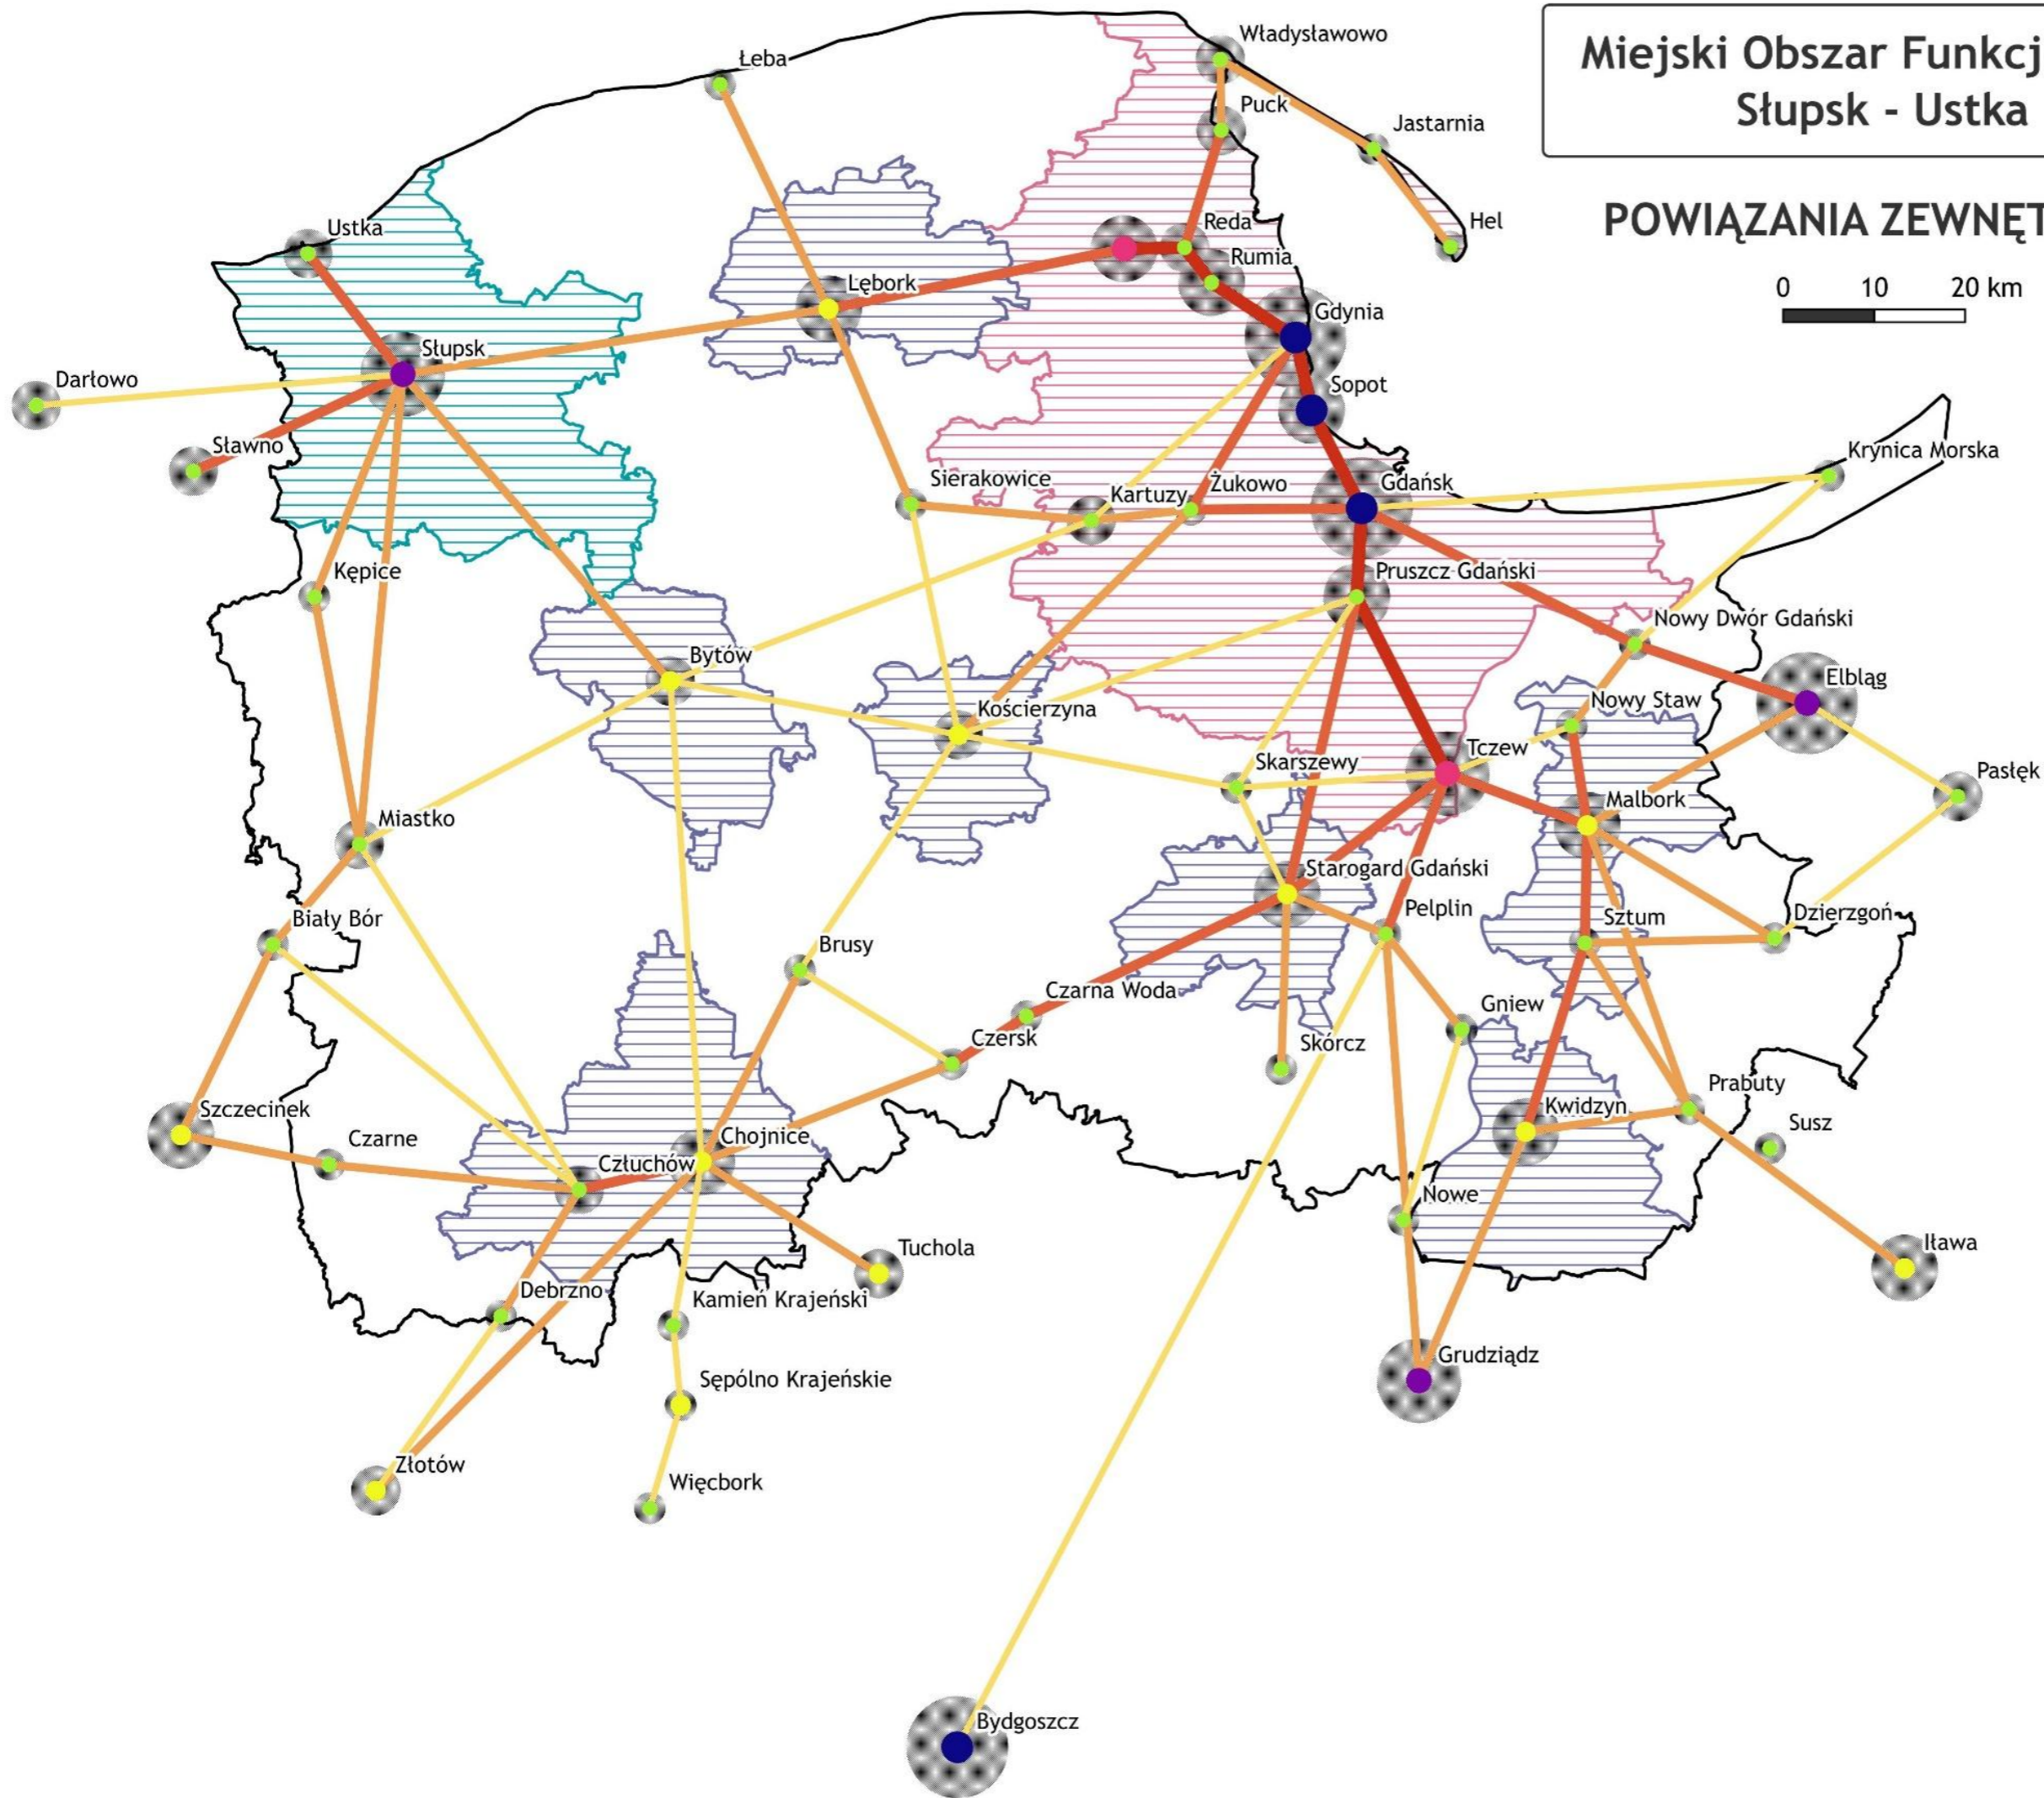 Miejski Obszar Funkcj
Słupsk - Ustka
POWIĄZANIA ZEWNĘT
0 10 20 km
Władysławowo
Łeba
Puck
Jastarnia
Hel
Reda
Ustka
Rumia
Lębork
Gdynia
Słupsk
Darłowo
Sopot
Sławno
Krynica Morska
Sierakowice
Kartuzy
Żukowo
Gdańsk
Kępice
Pruszcz Gdański
Nowy Dwór Gdański
Bytów
Elbląg
Nowy Staw
Kościerzyna
Tczew
Skarszewy
Pasłęk
Malbork
Miastko
Starogard Gdański
Pelplin
Dzierzgoń
Sztum
Biały Bór
Brusy
Czarna Woda
Gniew
Czersk
Skórcz
Prabuty
Szczecinek
Kwidzyn
Susz
Czarne
Chojnice
Człuchów
Nowe
Tuchola
Iława
Debrzno
Kamień Krajeński
Grudziądz
Sępólno Krajeńskie
Złotów
Więcbork
Bydgoszcz